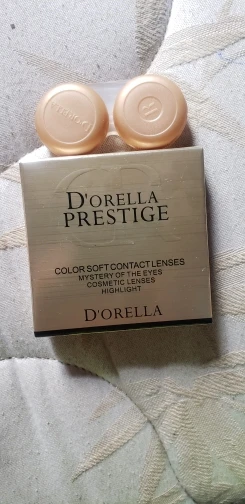 D'ORELLA
PRESTIGE
COLOR SOFT CONTACT LENSES
MYSTERY OF THE EYES
COSMETIC LENSES
HIGHLIGHT
D'ORELLA